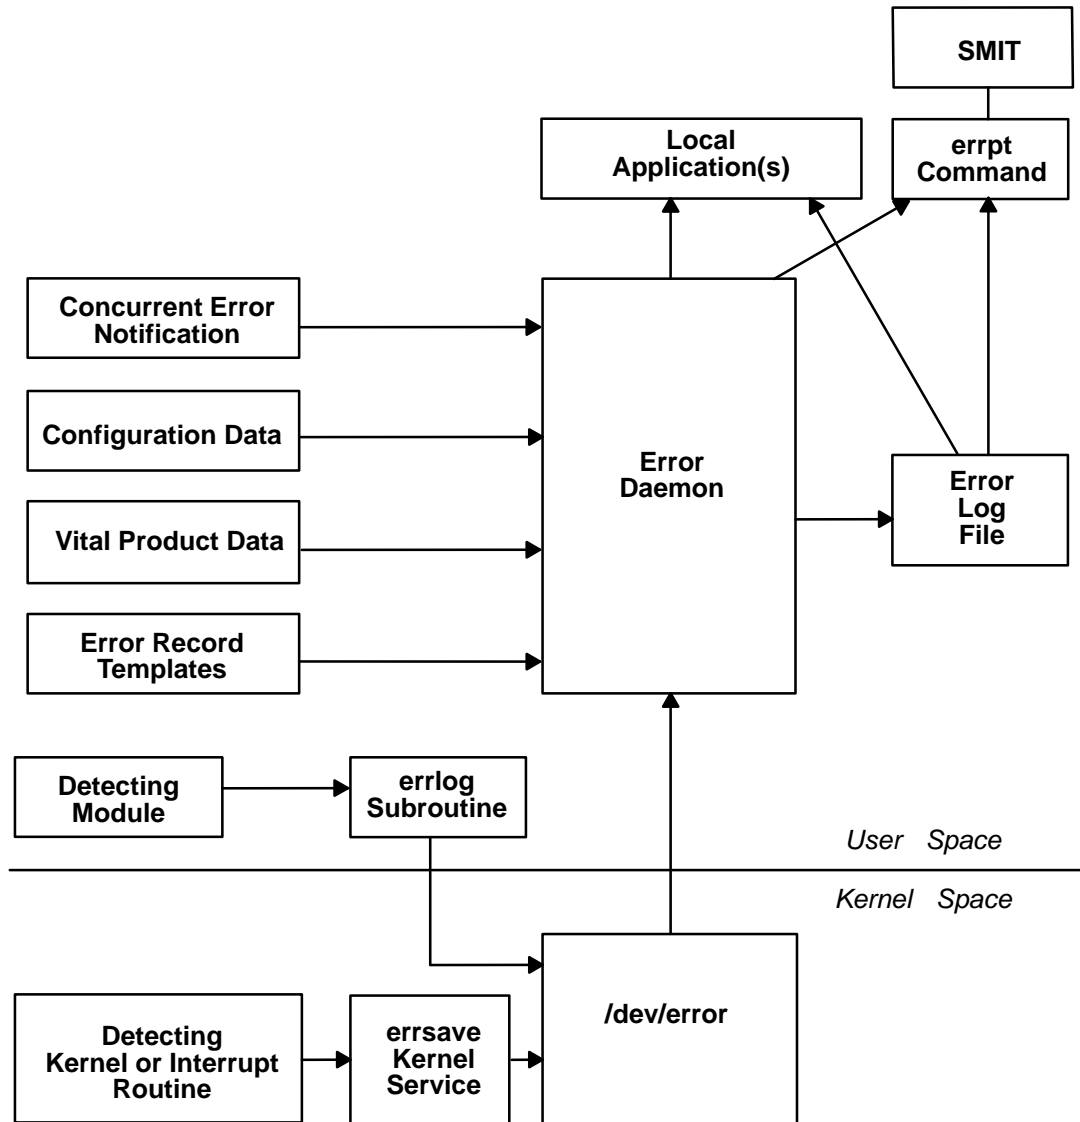 SMIT
Local
Application(s)
errpt
Command
Concurrent Error
Notification
Configuration Data
Error
Daemon
Error
Log
File
Vital Product Data
Error Record
Templates
Detecting
Module
errlog
Subroutine
User Space
Kernel Space
/dev/error
Detecting
Kernel or Interrupt
Routine
errsave
Kernel
Service